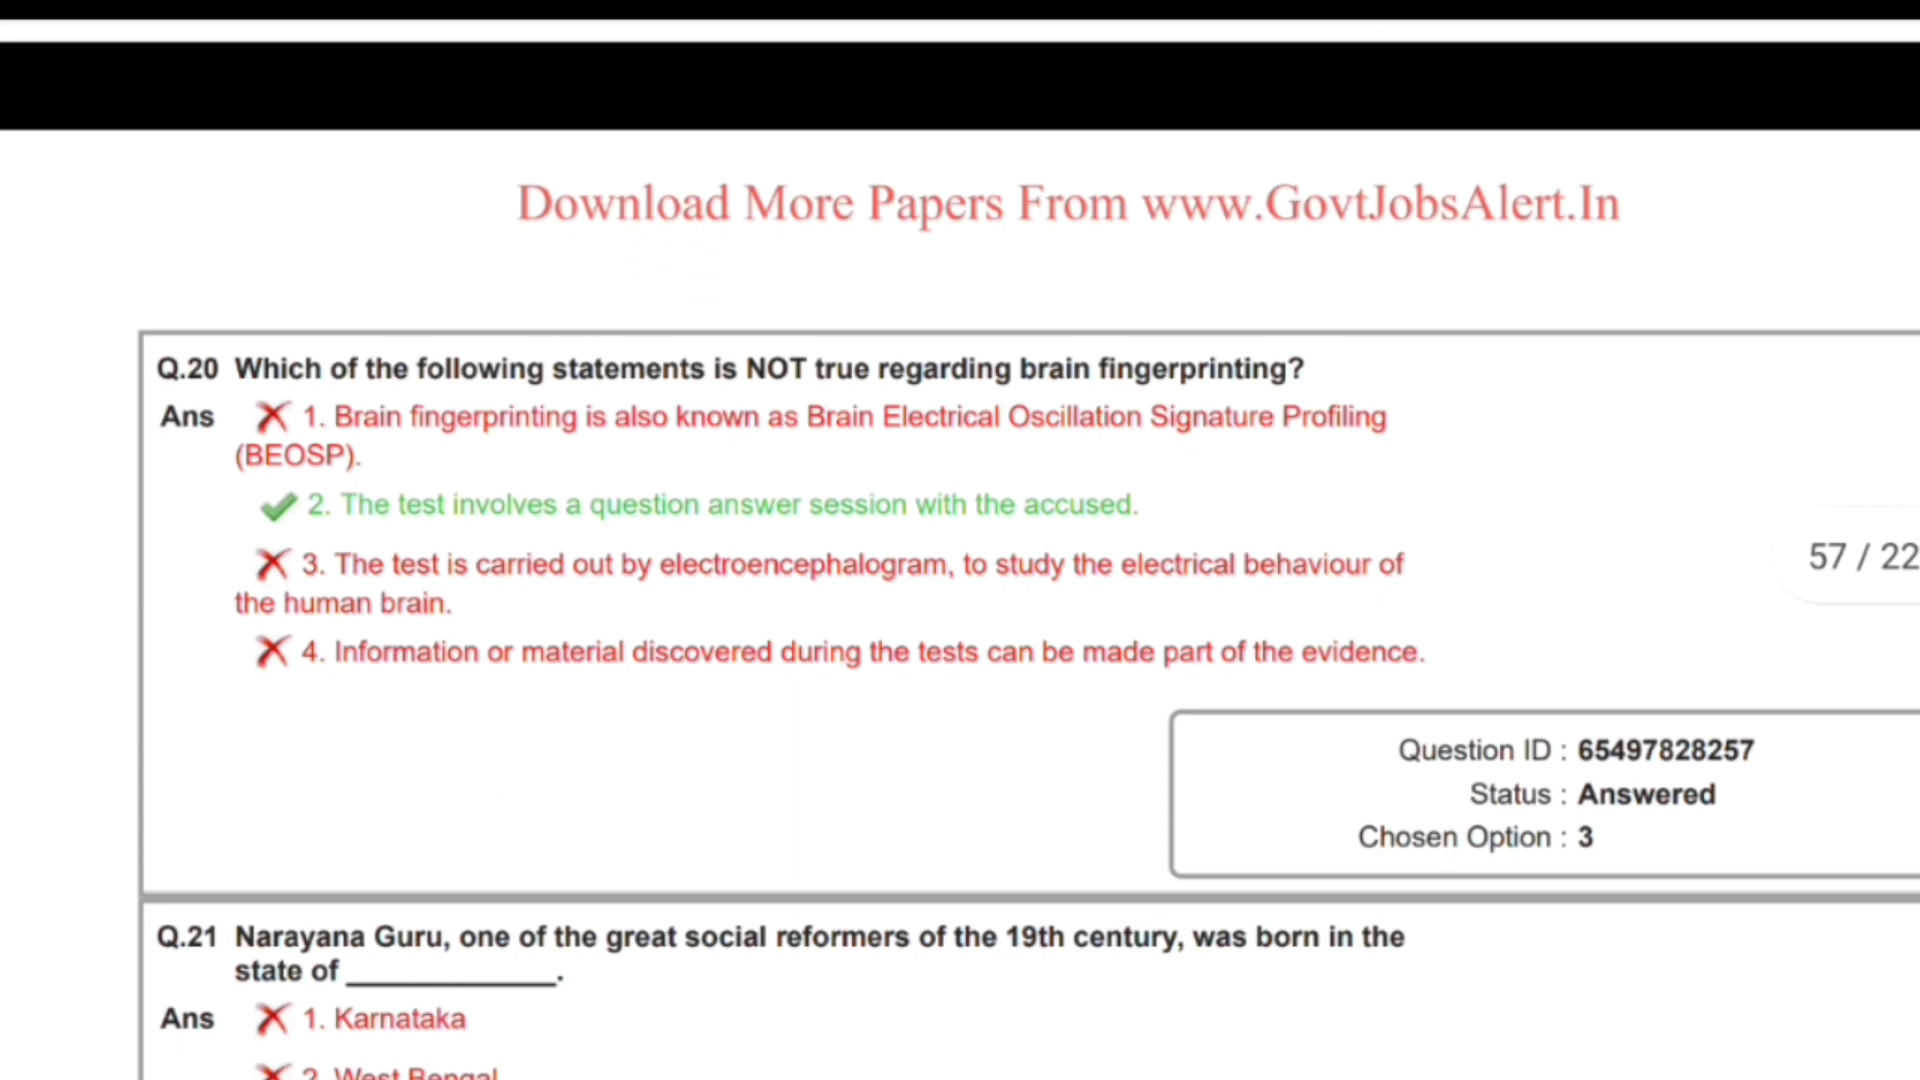 Download More Papers From www.GovtJobsAlert.In
Q.20 Which of the following statements is NOT true regarding brain fingerprinting?
Ans 1. Brain fingerprinting is also known as Brain Electrical Oscillation Signature Profiling
(BEOSP).
2. The test involves a question answer session with the accused.
3. The test is carried out by electroencephalogram, to study the electrical behaviour of
the human brain.
57 / 22
4. Information or material discovered during the tests can be made part of the evidence.
Question ID : 65497828257
Status : Answered
Chosen Option : 3
Q.21 Narayana Guru, one of the great social reformers of the 19th century, was born in the
state of ______________.
Ans 1. Karnataka
2. West Bengal